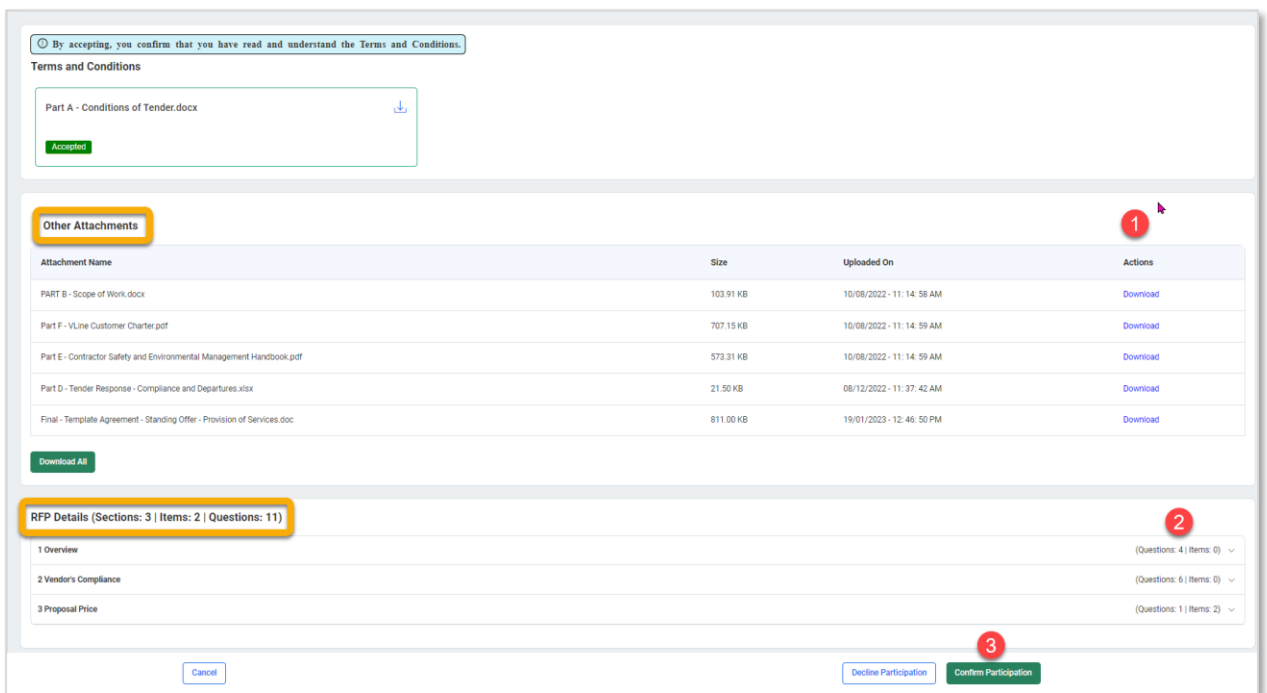 By accepting, you confirm that you have read and understand the Terms and Conditions.
Terms and Conditions
Part A - Conditions of Tender.docx
Accepted
Other Attachments
1
Attachment Name Size Uploaded On Actions
PART B - Scope of Work.docx 103.91 KB 10/08/2022 - 11: 14: 58 AM Download
Part F - VLine Customer Charter.pdf 707.15 KB 10/08/2022 - 11: 14: 59 AM Download
Part E - Contractor Safety and Environmental Management Handbook.pdf 573.31 KB 10/08/2022 - 11: 14: 59 AM Download
Part D - Tender Response - Compliance and Departures.xlsx 21.50 KB 08/12/2022 - 11: 37: 42 AM Download
Final - Template Agreement - Standing Offer - Provision of Services.doc 811.00 KB 19/01/2023 - 12: 46: 50 PM Download
Download All
RFP Details (Sections: 3 | Items: 2 | Questions: 11)
2
1 Overview (Questions: 4 | Items: 0)
2 Vendor's Compliance (Questions: 6 | Items: 0)
3 Proposal Price (Questions: 1 | Items: 2)
3
Cancel Decline Participation Confirm Participation